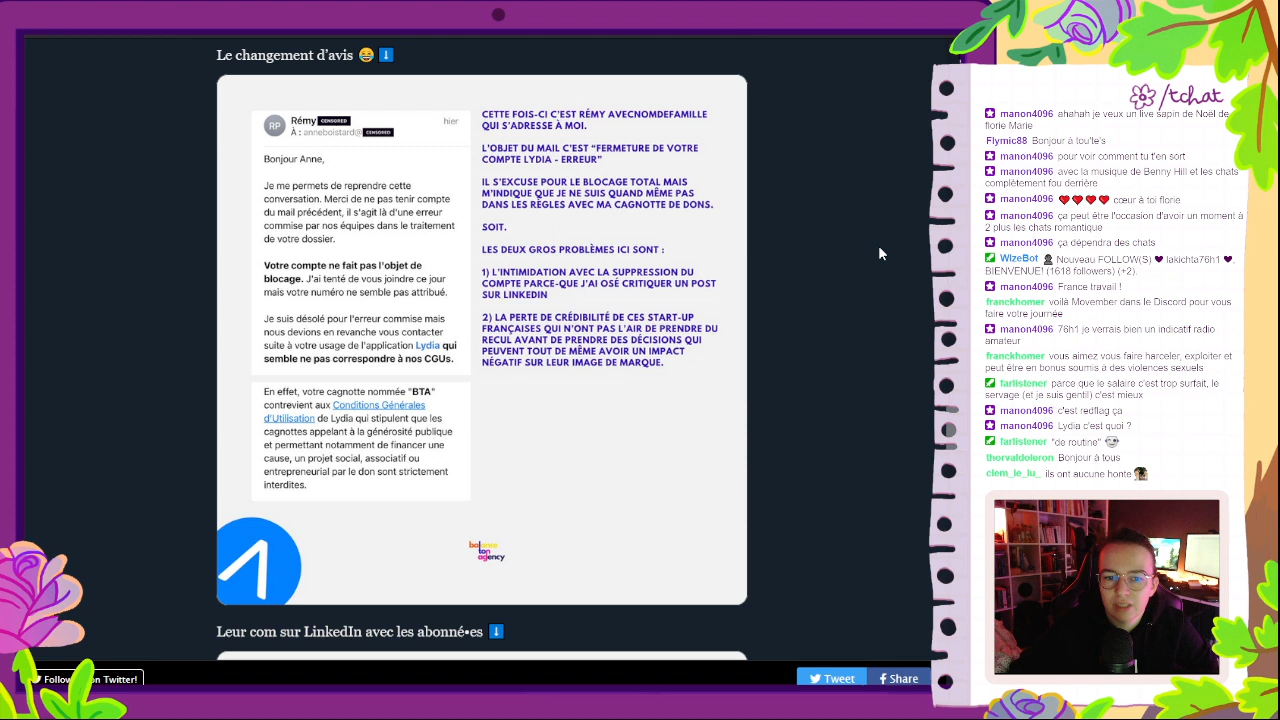 Le changement d'avis 😂 ⬇
RP
Rémy CENSORED
hier
À : anneboistard@ CENSORED
Bonjour Anne,
Je me permets de reprendre cette
conversation. Merci de ne pas tenir compte
du mail précédent, il s'agit là d'une erreur
commise par nos équipes dans le traitement
de votre dossier.
Votre compte ne fait pas l'objet de
blocage. J'ai tenté de vous joindre ce jour
mais votre numéro ne semble pas attribué.
Je suis désolé pour l'erreur commise mais
nous devions en revanche vous contacter
suite à votre usage de l'application Lydia qui
semble ne pas correspondre à nos CGUs.
En effet, votre cagnotte nommée "BTA"
contrevient aux Conditions Générales
d'Utilisation de Lydia qui stipulent que les
cagnottes appelant à la générosité publique
et permettant notamment de financer une
cause, un projet social, associatif ou
entrepreneurial par le don sont strictement
interdites.
CETTE FOIS-CI C'EST RÉMY AVECNOMDEFAMILLE
QUI S'ADRESSE À MOI.
L'OBJET DU MAIL C'EST “FERMETURE DE VOTRE
COMPTE LYDIA - ERREUR”
IL S'EXCUSE POUR LE BLOCAGE TOTAL MAIS
M'INDIQUE QUE JE NE SUIS QUAND MÊME PAS
DANS LES RÈGLES AVEC MA CAGNOTTE DE DONS.
SOIT.
LES DEUX GROS PROBLÈMES ICI SONT :
1) L'INTIMIDATION AVEC LA SUPPRESSION DU
COMPTE PARCE-QUE J'AI OSÉ CRITIQUER UN POST
SUR LINKEDIN
2) LA PERTE DE CRÉDIBILITÉ DE CES START-UP
FRANÇAISES QUI N'ONT PAS L'AIR DE PRENDRE DU
RECUL AVANT DE PRENDRE DES DÉCISIONS QUI
PEUVENT TOUT DE MÊME AVOIR UN IMPACT
NÉGATIF SUR LEUR IMAGE DE MARQUE.
balance
ton
agency
Leur com sur LinkedIn avec les abonné•es ⬇
Follow on Twitter!
Tweet
Share
/tchat
manon4096 ahahah je veux un live sapin de Noël de
florie Marie
Flymic88 Bonjour à tou'te's
manon4096 pour voir comment tu t'en sort
manon4096 avec la musique de Benny Hill et les chats
complètement fou derrière
manon4096 ❤❤❤❤ cœur à toi florie
manon4096 ça peut être l'occasion d'avoir un moment à
2 plus les chats romantique
manon4096 ça dépendra des chats
WizeBot Nouveau FOLLOW(S) ♥ lakichta76h1 ♥,
BIENVENUE! (1618 followers) (+2).
manon4096 France travail !
franckhomer voilà Movember dans le Discord pour vous
faire votre journée
manon4096 76h1 je verrais bien un indicatif radio
amateur
franckhomer vous aimez vous faire harceler, exploiter et
peut être en bonus soumis à des violences sexuels
farlistener parce que le salaire c'est trop surfait, le
servage (et je suis gentil) c'est mieux
manon4096 c'est redflag ça
manon4096 Lydia c'est quoi ?
farlistener "de routine"
thorvaldoleron Bonjour à tous
clem_le_lu_ ils ont aucune honte